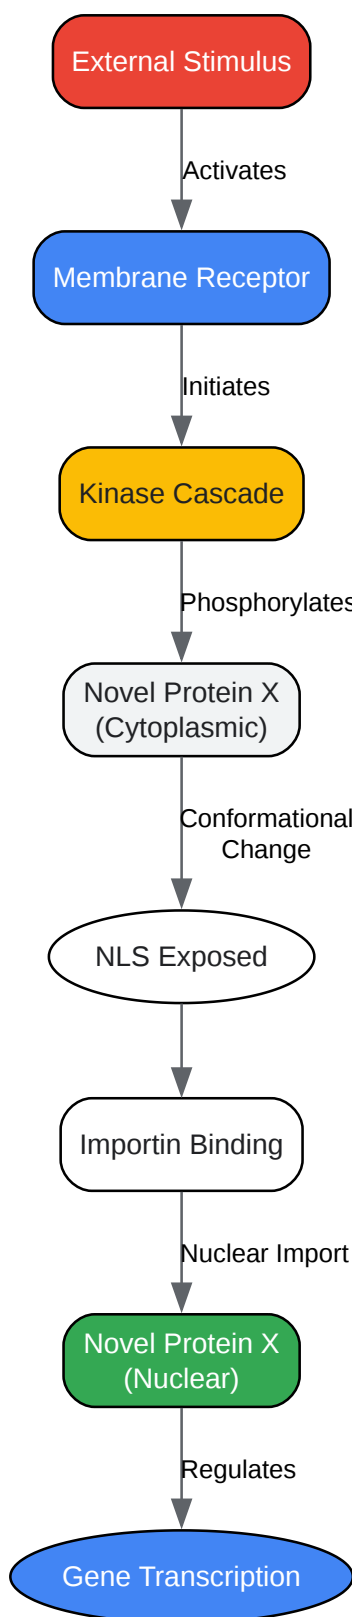 External Stimulus
Activates
Membrane Receptor
Initiates
Kinase Cascade
Phosphorylates
Novel Protein X
(Cytoplasmic)
Conformational
Change
NLS Exposed
Importin Binding
Nuclear Import
Novel Protein X
(Nuclear)
Regulates
Gene Transcription